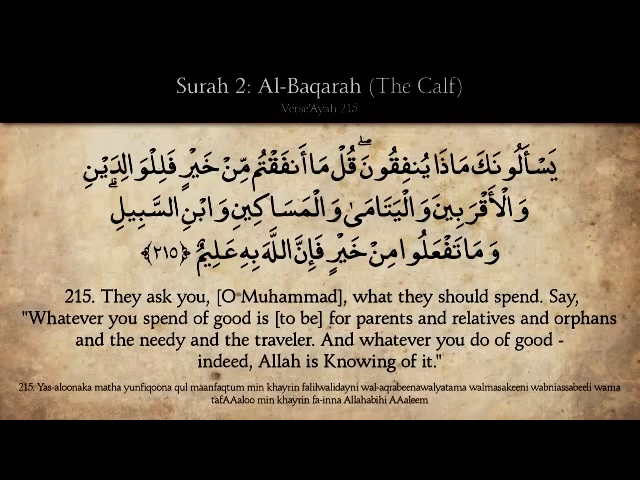 Surah 2: Al-Baqarah (The Calf)
Verse/Ayah 215
يَسْأَلُونَكَ مَاذَا يُنفِقُونَ ۖ قُلْ مَا أَنفَقْتُم مِّنْ خَيْرٍ فَلِلْوَالِدَيْنِ
وَالْأَقْرَبِينَ وَالْيَتَامَىٰ وَالْمَسَاكِينِ وَابْنِ السَّبِيلِ ۗ
وَمَا تَفْعَلُوا مِنْ خَيْرٍ فَإِنَّ اللَّهَ بِهِ عَلِيمٌ ﴿٢١٥﴾
215. They ask you, [O Muhammad], what they should spend. Say,
"Whatever you spend of good is [to be] for parents and relatives and orphans
and the needy and the traveler. And whatever you do of good -
indeed, Allah is Knowing of it."
215. Yas-aloonaka matha yunfiqoona qul maanfaqtum min khayrin falilwalidayni wal-aqrabeenawalyatama walmasakeeni wabniassabeeli wama
tafAAaloo min khayrin fa-inna Allahabihi AAaleem